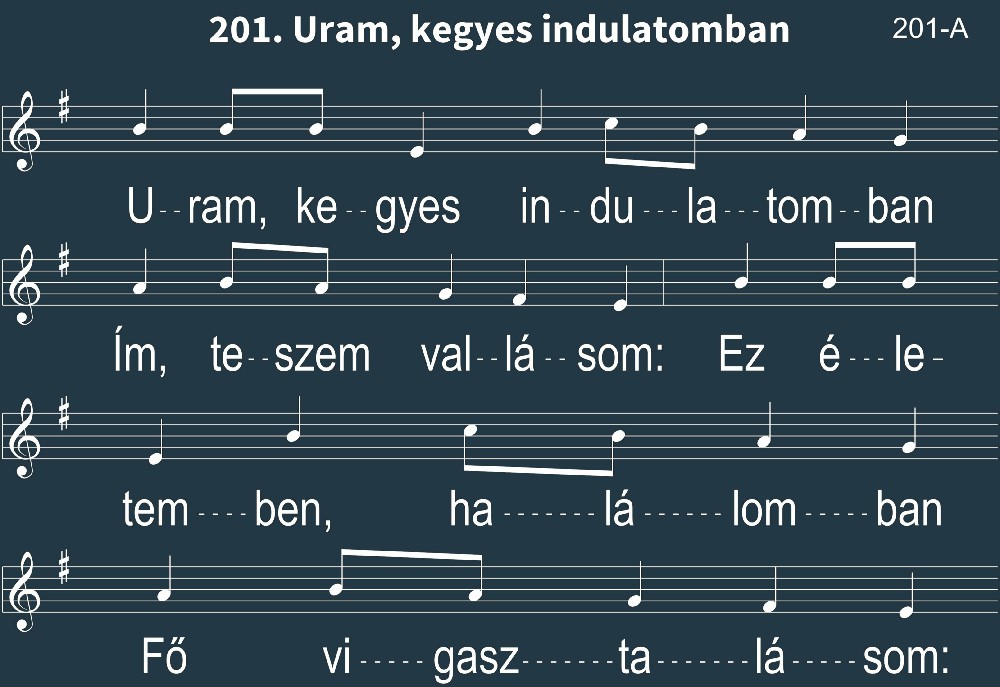 201. Uram, kegyes indulatomban
201-A
U--ram, ke--gyes in--du---la---tom--ban
Ím, te--szem val--lá--som: Ez é---le-
tem----ben, ha-------lá------lom-----ban
Fő vi-----gasz-------ta-------lá-----som: